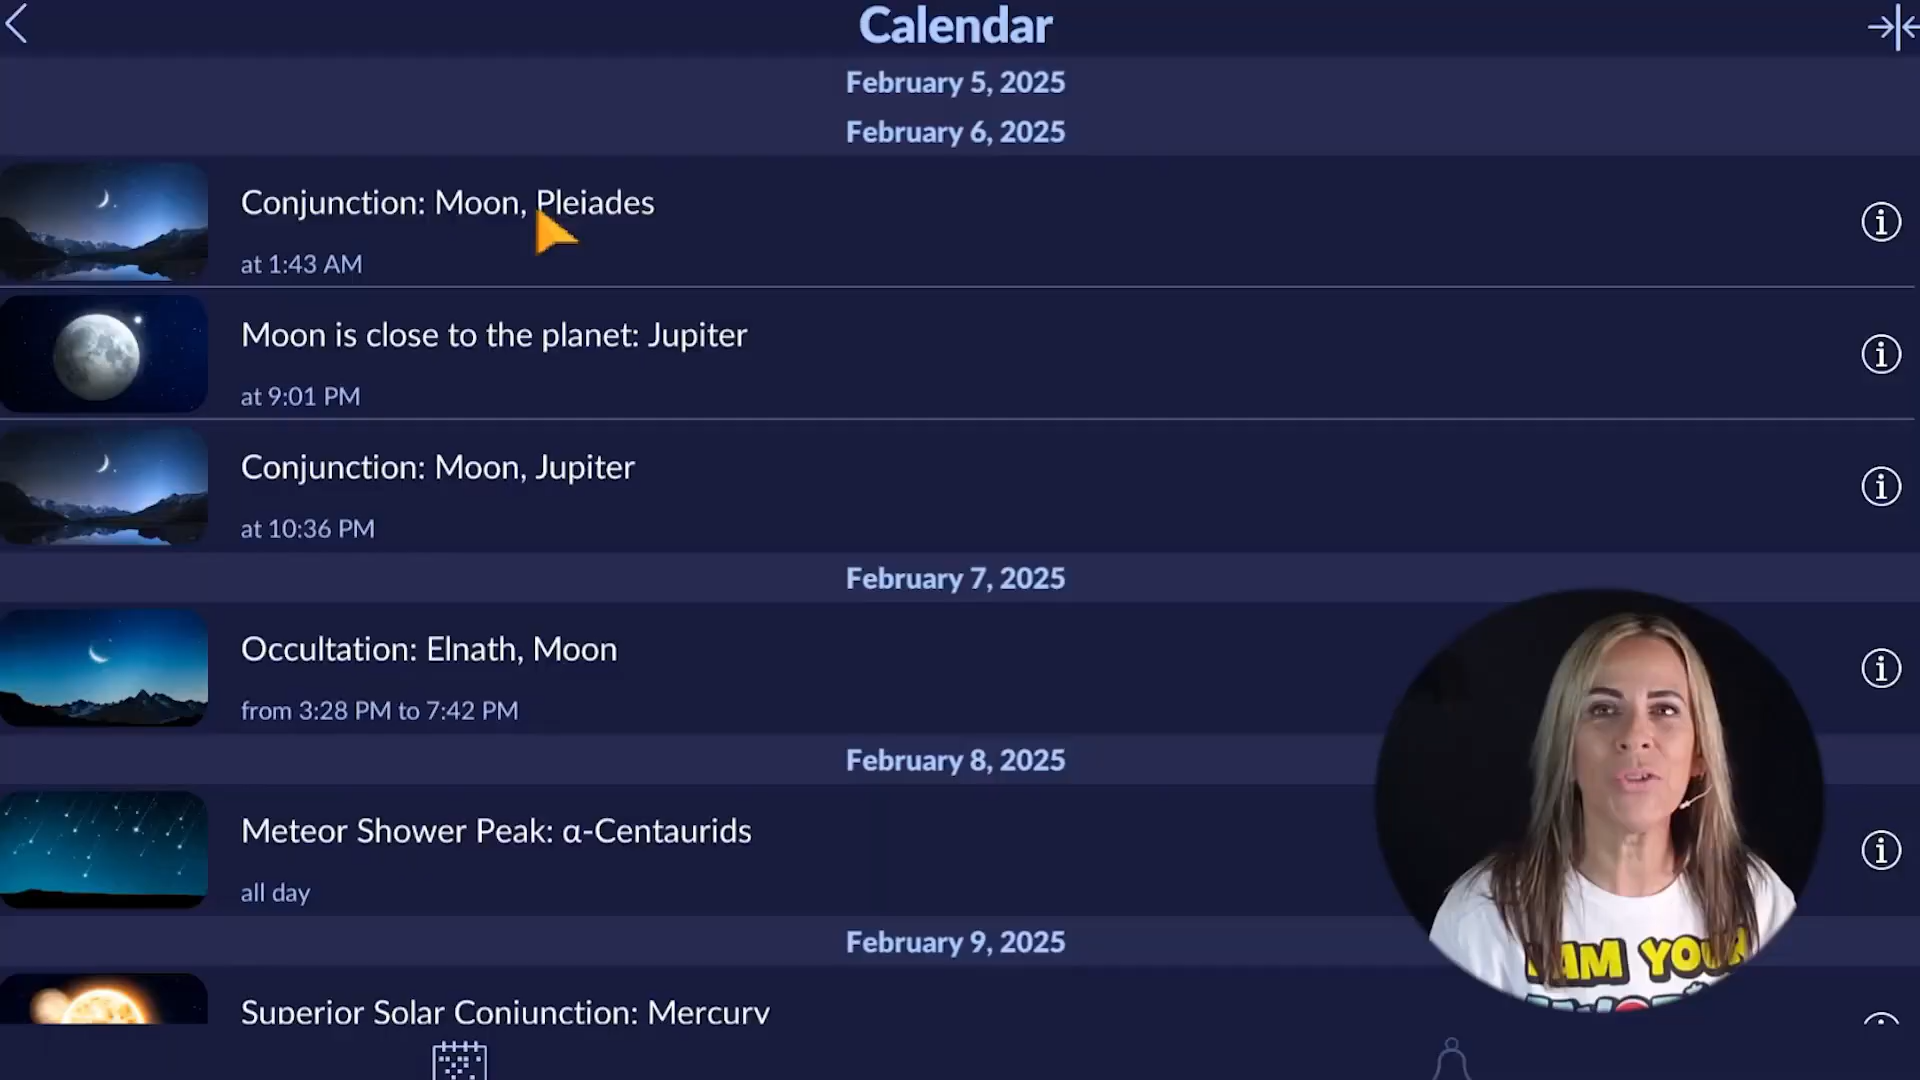 Calendar
February 5, 2025
February 6, 2025
Conjunction: Moon, Pleiades
at 1:43 AM
Moon is close to the planet: Jupiter
at 9:01 PM
Conjunction: Moon, Jupiter
at 10:36 PM
February 7, 2025
Occultation: Elnath, Moon
from 3:28 PM to 7:42 PM
February 8, 2025
Meteor Shower Peak: α-Centaurids
all day
February 9, 2025
Superior Solar Conjunction: Mercury
AM YOUR